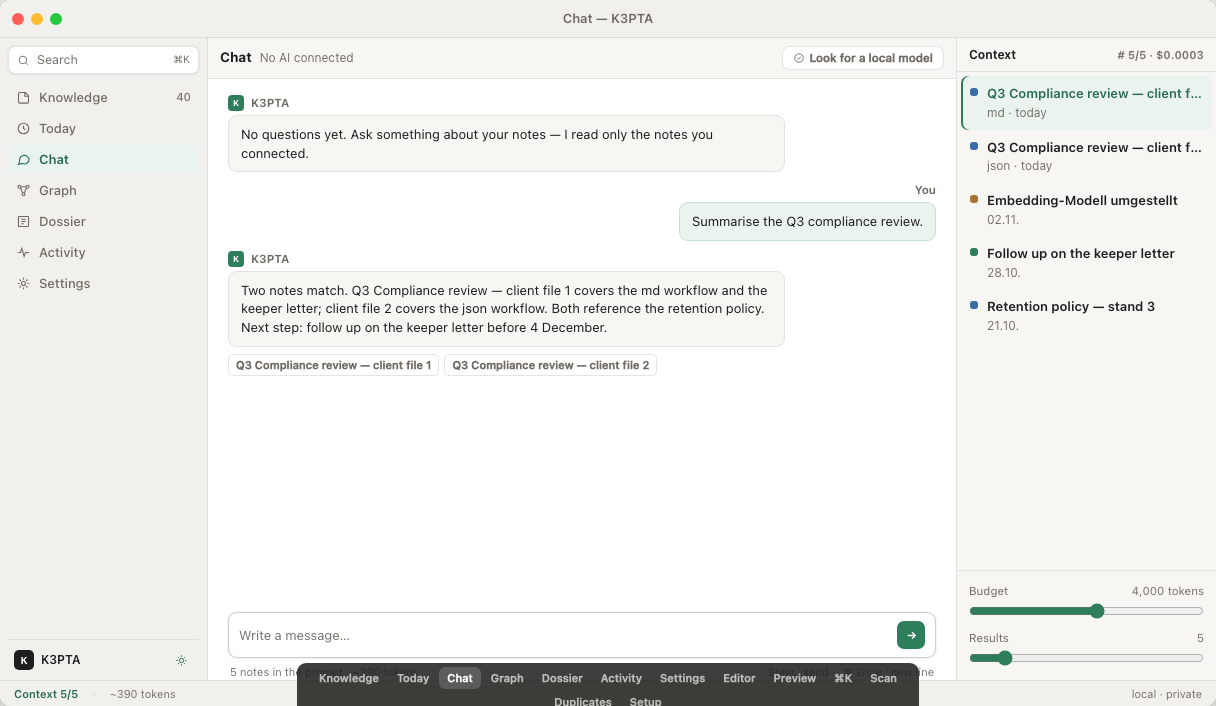 Chat — K3PTA
Search ⌘K
Knowledge 40
Today
Chat
Graph
Dossier
Activity
Settings
K K3PTA
Chat No AI connected
Look for a local model
K K3PTA
No questions yet. Ask something about your notes — I read only the notes you
connected.
You
Summarise the Q3 compliance review.
K K3PTA
Two notes match. Q3 Compliance review — client file 1 covers the md workflow and the
keeper letter; client file 2 covers the json workflow. Both reference the retention policy.
Next step: follow up on the keeper letter before 4 December.
Q3 Compliance review — client file 1 Q3 Compliance review — client file 2
Write a message...
5 notes in the
line
Context # 5/5 · $0.0003
Q3 Compliance review — client f...
md · today
Q3 Compliance review — client f...
json · today
Embedding-Modell umgestellt
02.11.
Follow up on the keeper letter
28.10.
Retention policy — stand 3
21.10.
Budget 4,000 tokens
Results 5
Knowledge Today Chat Graph Dossier Activity Settings Editor Preview ⌘K Scan
Duplicates Setup
Context 5/5 · ~390 tokens
local · private